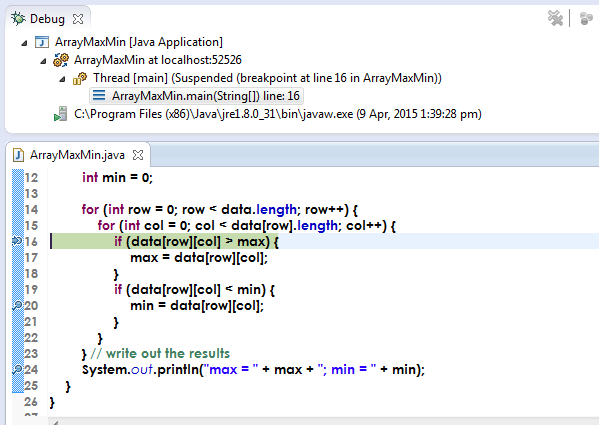 Debug
ArrayMaxMin [Java Application]
ArrayMaxMin at localhost:52526
Thread [main] (Suspended (breakpoint at line 16 in ArrayMaxMin))
ArrayMaxMin.main(String[]) line: 16
C:\Program Files (x86)\Java\jre1.8.0_31\bin\javaw.exe (9 Apr, 2015 1:39:28 pm)
ArrayMaxMin.java
12 int min = 0;
13
14 for (int row = 0; row < data.length; row++) {
15 for (int col = 0; col < data[row].length; col++) {
16 if (data[row][col] > max) {
17 max = data[row][col];
18 }
19 if (data[row][col] < min) {
20 min = data[row][col];
21 }
22 }
23 } // write out the results
24 System.out.println("max = " + max + "; min = " + min);
25 }
26 }